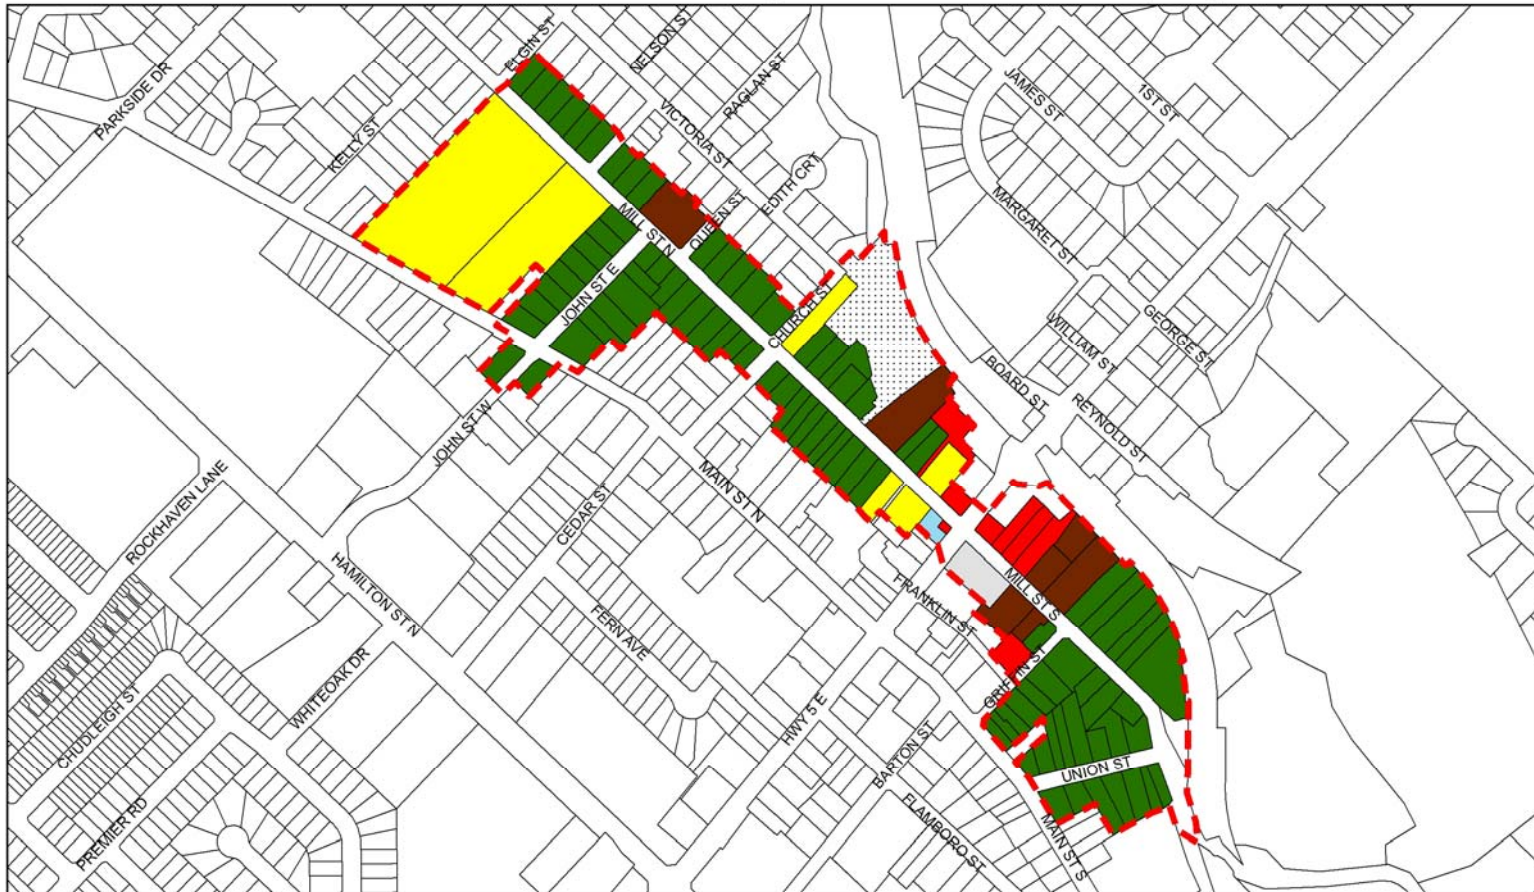 ELGIN ST
NELSON ST
PARKSIDE DR
RAGLAN ST
JAMES ST
1ST ST
KELLY ST
VICTORIA ST
EDITH CRT
MARGARET ST
MILL ST N
QUEEN ST
JOHN ST E
CHURCH ST
GEORGE ST
WILLIAM ST
BOARD ST
REYNOLD ST
JOHN ST W
MAIN ST N
ROCKHAVEN LANE
CEDAR ST
HAMILTON ST N
FRANKLIN ST
MILL ST S
FERN AVE
GRIFFIN ST
WHITEOAK DR
CHUDLEIGH ST
HWY 5 E
BARTON ST
UNION ST
PREMIER RD
FLAMBORO ST
MAIN ST S